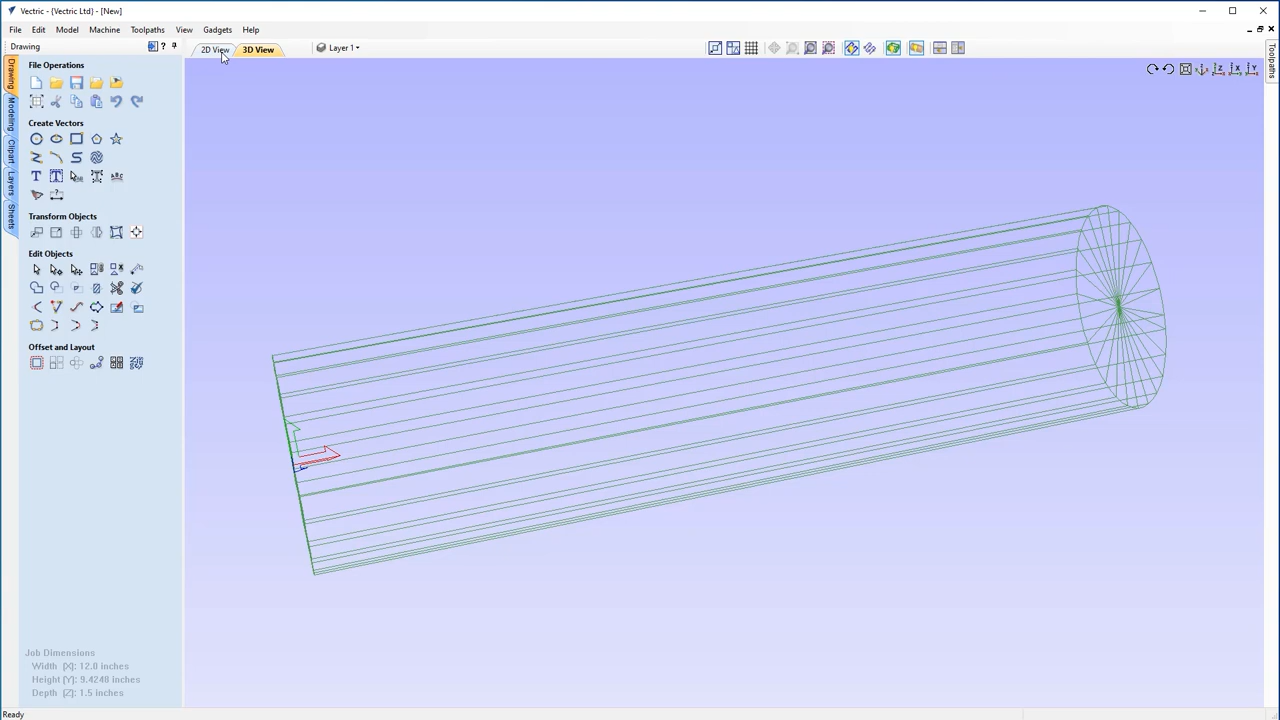 Vectric - {Vectric Ltd} - [New]
File Edit Model Machine Toolpaths View Gadgets Help
Drawing
2D View
3D View
Layer 1
Toolpaths
Drawing
Modeling
Clipart
Layers
Sheets
File Operations
Create Vectors
Transform Objects
Edit Objects
Offset and Layout
Job Dimensions
Width [X]: 12.0 inches
Height [Y]: 9.4248 inches
Depth [Z]: 1.5 inches
Ready